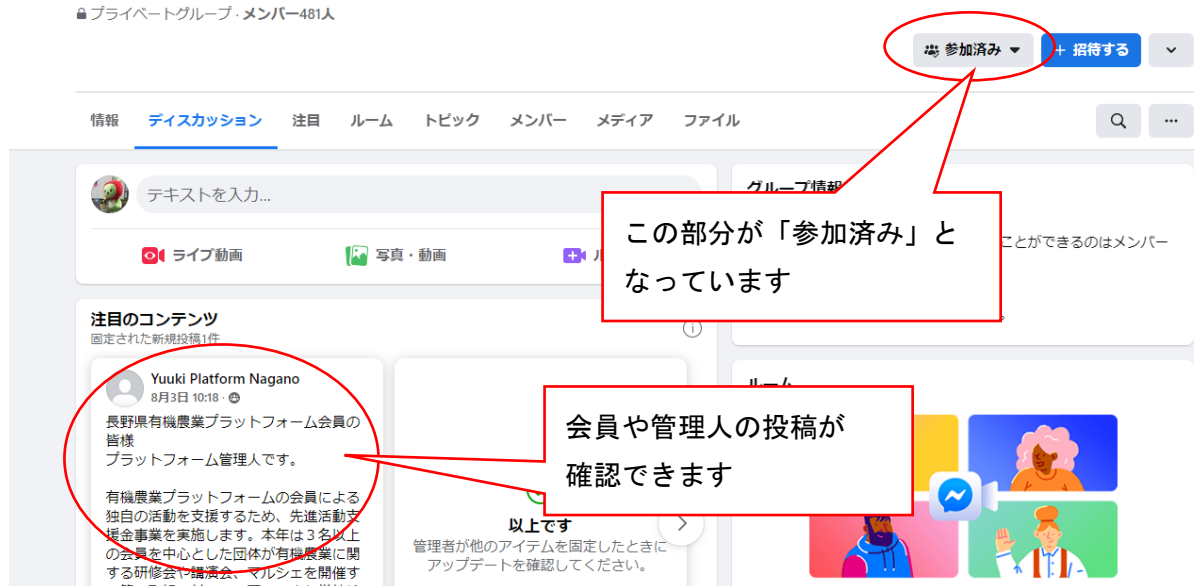 プライベートグループ · メンバー481人
参加済み
+ 招待する
情報 ディスカッション 注目 ルーム トピック メンバー メディア ファイル
テキストを入力...
ライブ動画 写真・動画
グループ情報
この部分が「参加済み」と
なっています
ことができるのはメンバー
注目のコンテンツ
固定された新規投稿1件
Yuuki Platform Nagano
8月3日 10:18
長野県有機農業プラットフォーム会員の
皆様
プラットフォーム管理人です。
有機農業プラットフォームの会員による
独自の活動を支援するため、先進活動支
援金事業を実施します。本年は3名以上
の会員を中心とした団体が有機農業に関
する研修会や講演会、マルシェを開催す
以上です
管理者が他のアイテムを固定したときに
アップデートを確認してください。
ルーム
会員や管理人の投稿が
確認できます